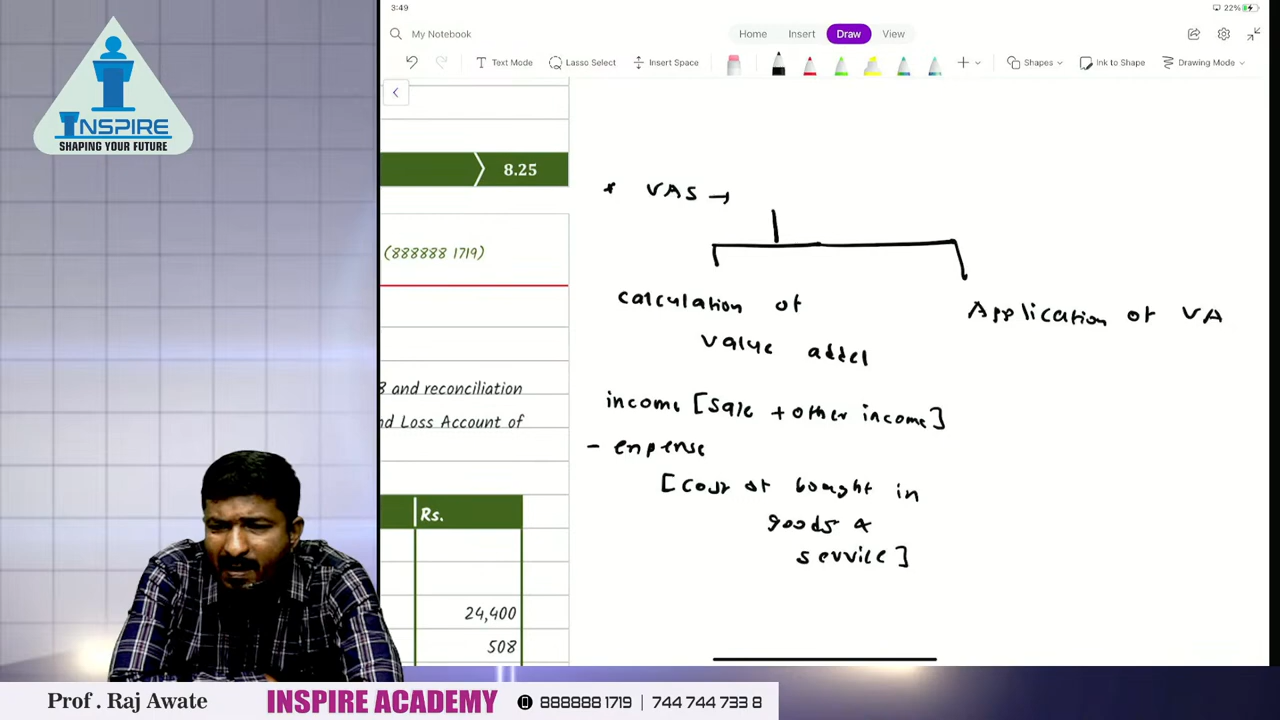 3:49
22%
My Notebook
Home
Insert
Draw
View
Text Mode
Lasso Select
Insert Space
Shapes
Ink to Shape
Drawing Mode
INSPIRE
SHAPING YOUR FUTURE
8.25
(888888 1719)
and reconciliation
nd Loss Account of
Rs.
24,400
508
* VAS →
calculation of
value added
Application of VA
income [sale + other income]
- expense
[cost of bought in
goods &
service]
Prof . Raj Awate
INSPIRE ACADEMY
888888 1719 | 744 744 733 8